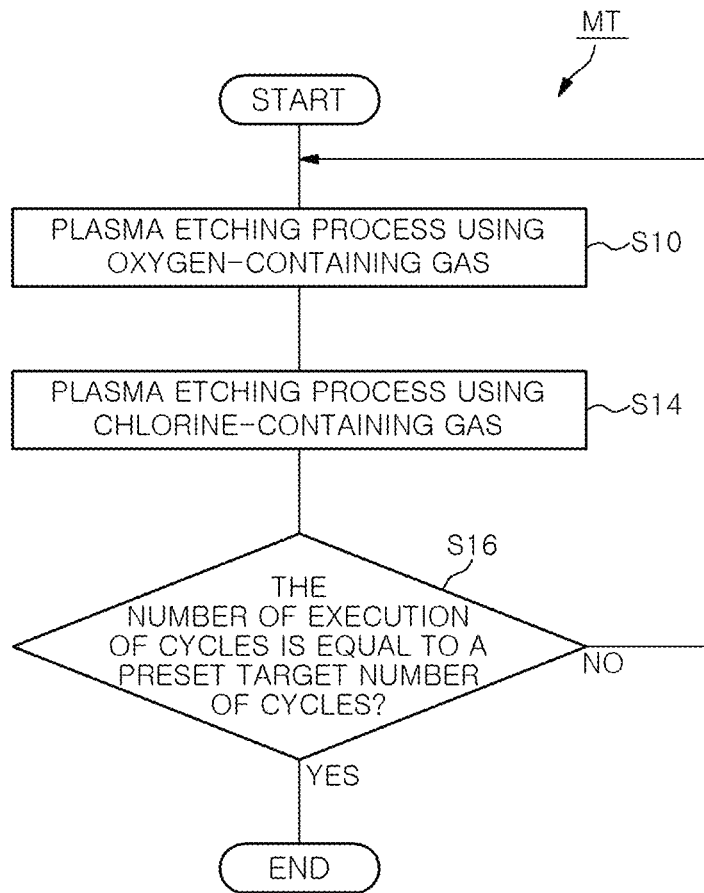 MT
START
PLASMA ETCHING PROCESS USING
OXYGEN-CONTAINING GAS
S10
PLASMA ETCHING PROCESS USING
CHLORINE-CONTAINING GAS
S14
S16
THE
NUMBER OF EXECUTION
OF CYCLES IS EQUAL TO A
PRESET TARGET NUMBER
OF CYCLES?
NO
YES
END